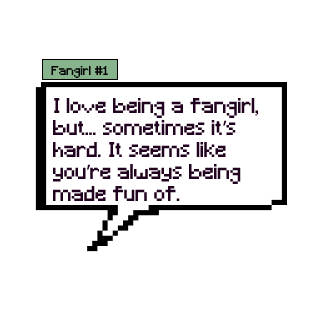 Fangirl #1
I love being a fangirl,
but... sometimes it's
hard. It seems like
you're always being
made fun of.